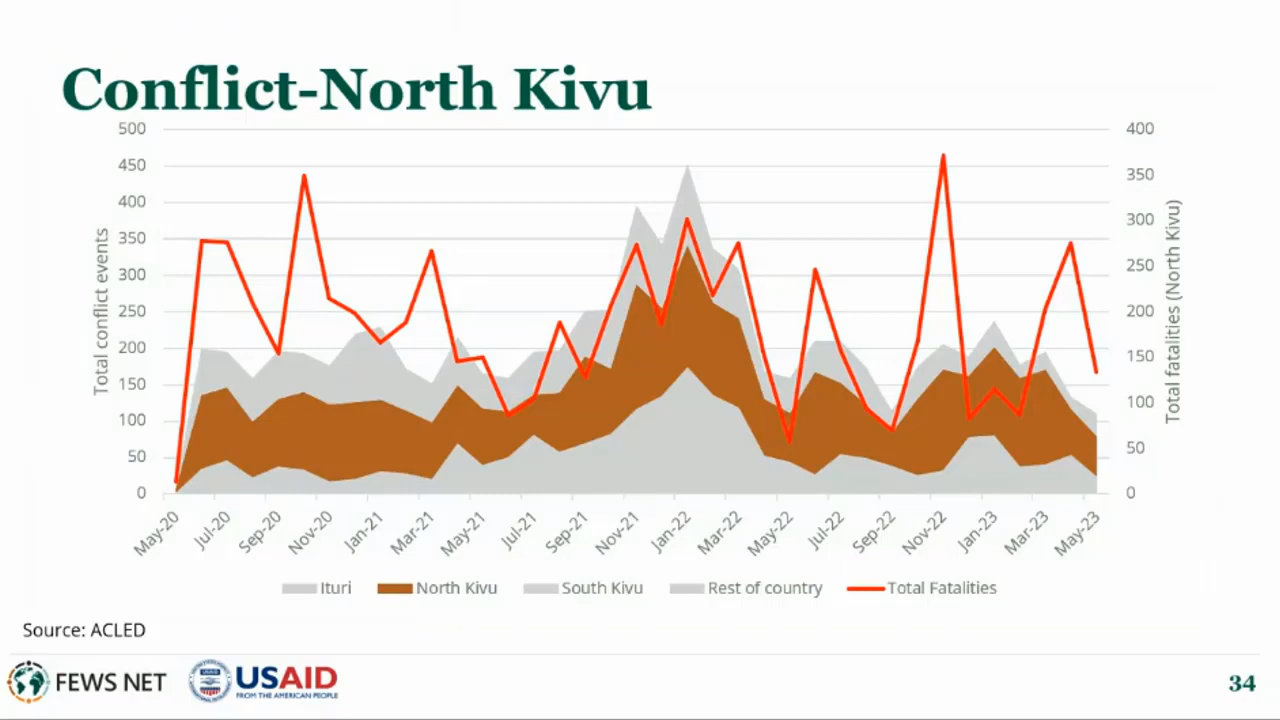 Conflict-North Kivu
500
450
400
350
300
250
200
150
100
50
0
Total conflict events
400
350
300
250
200
150
100
50
0
Total fatalities (North Kivu)
May-20
Jul-20
Sep-20
Nov-20
Jan-21
Mar-21
May-21
Jul-21
Sep-21
Nov-21
Jan-22
Mar-22
May-22
Jul-22
Sep-22
Nov-22
Jan-23
Mar-23
May-23
Ituri North Kivu South Kivu Rest of country Total Fatalities
Source: ACLED
FEWS NET
USAID
FROM THE AMERICAN PEOPLE
34